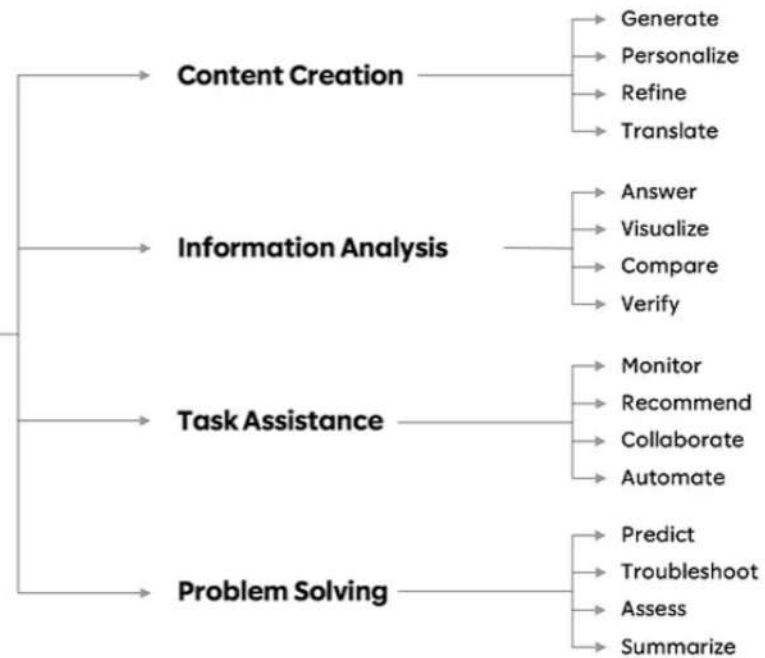 Content Creation
Generate
Personalize
Refine
Translate
Information Analysis
Answer
Visualize
Compare
Verify
Task Assistance
Monitor
Recommend
Collaborate
Automate
Problem Solving
Predict
Troubleshoot
Assess
Summarize